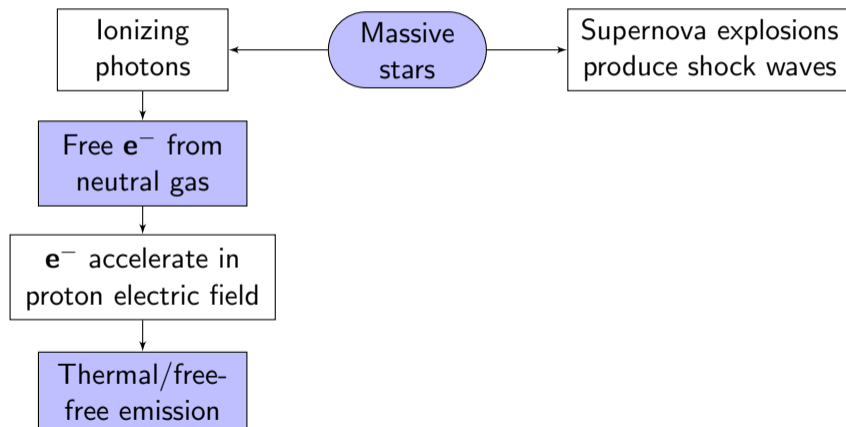 Ionizing
photons
Massive
stars
Supernova explosions
produce shock waves
Free e⁻ from
neutral gas
e⁻ accelerate in
proton electric field
Thermal/free-
free emission